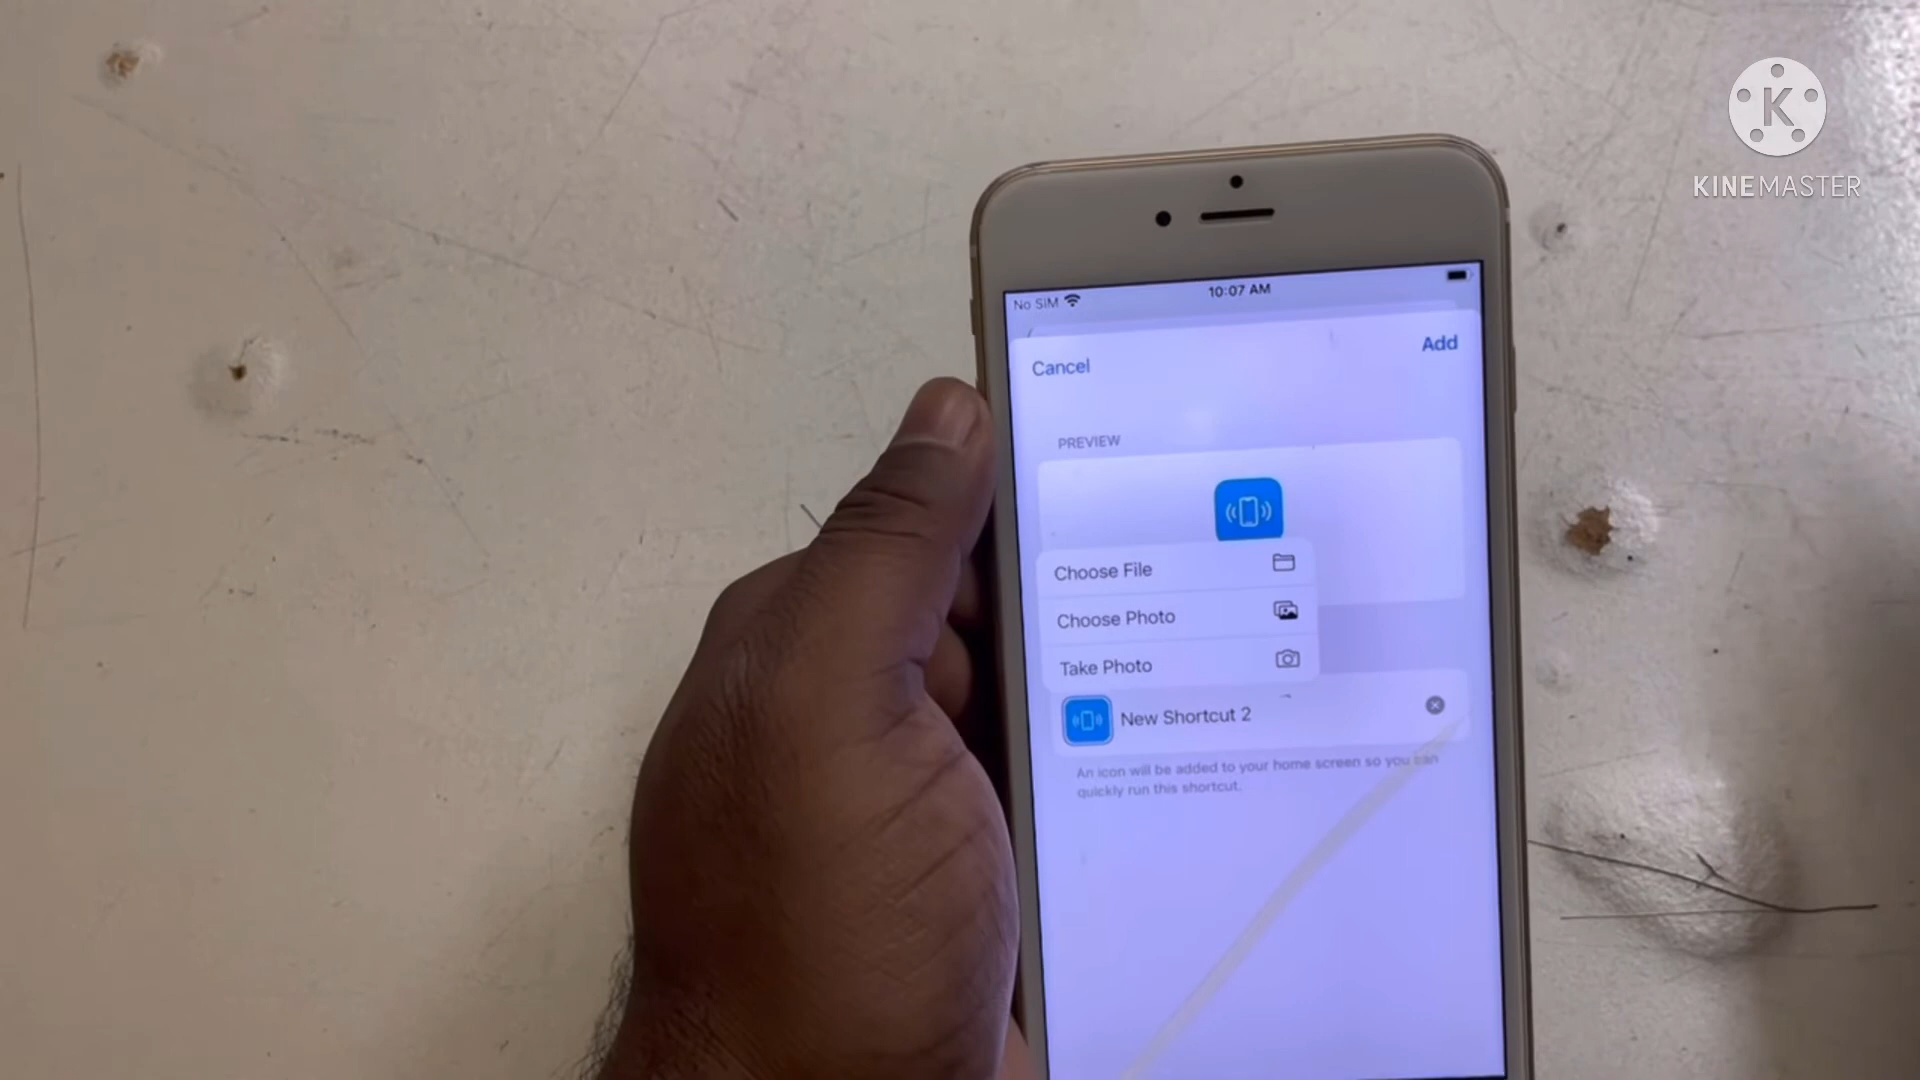 K
KINEMASTER
No SIM
10:07 AM
Cancel
Add
PREVIEW
Choose File
Choose Photo
Take Photo
New Shortcut 2
An icon will be added to your home screen so you can
quickly run this shortcut.